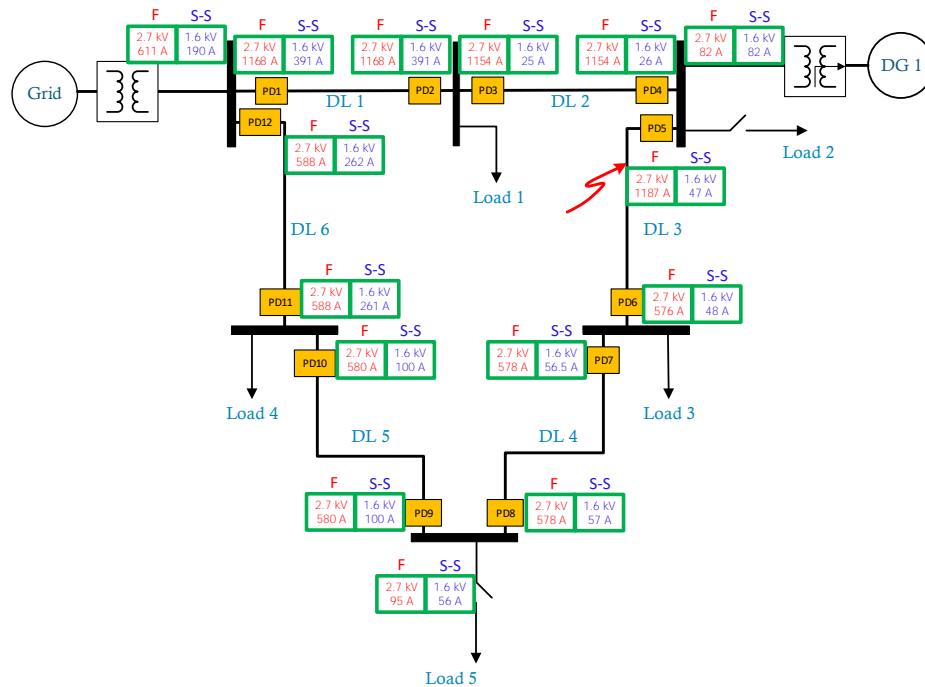 F S-S
2.7 kV 1.6 kV
611 A 190 A
F S-S
2.7 kV 1.6 kV
1168 A 391 A
F S-S
2.7 kV 1.6 kV
1168 A 391 A
F S-S
2.7 kV 1.6 kV
1154 A 25 A
F S-S
2.7 kV 1.6 kV
1154 A 26 A
F S-S
2.7 kV 1.6 kV
82 A 82 A
Grid
PD1
DL 1
PD2
PD3
DL 2
PD4
DG 1
PD12
PD5
Load 2
F S-S
2.7 kV 1.6 kV
588 A 262 A
Load 1
F S-S
2.7 kV 1.6 kV
1187 A 47 A
DL 6
DL 3
F S-S
PD11
2.7 kV 1.6 kV
588 A 261 A
F S-S
PD6
2.7 kV 1.6 kV
576 A 48 A
F S-S
PD10
2.7 kV 1.6 kV
580 A 100 A
F S-S
2.7 kV 1.6 kV
578 A 56.5 A
PD7
Load 4
Load 3
DL 5
DL 4
F S-S
2.7 kV 1.6 kV
580 A 100 A
PD9
PD8
F S-S
2.7 kV 1.6 kV
578 A 57 A
F S-S
2.7 kV 1.6 kV
95 A 56 A
Load 5